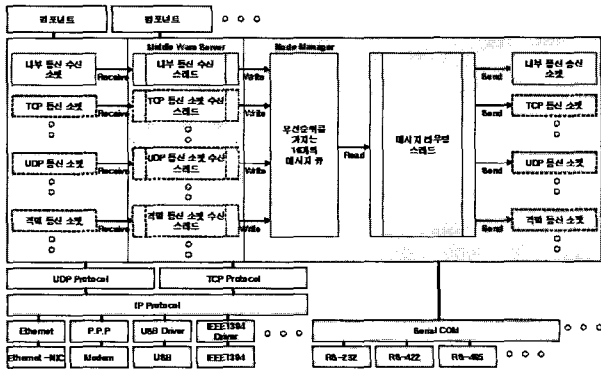 컴포넌트
컴포넌트
Middle Ware Server
Node Manager
내부 통신 수신
소켓
Receive
내부 통신 수신
스레드
Write
Send
내부 통신 송신
소켓
TCP 통신 소켓
Receive
TCP 통신 소켓 수신
스레드
Write
Send
TCP 통신 소켓
우선순위를
가지는
메시지 큐
Read
메시지 라우팅
스레드
UDP 통신 소켓
Receive
UDP 통신 소켓 수신
스레드
Write
Send
UDP 통신 소켓
직렬 통신 소켓
Receive
직렬 통신 소켓 수신
스레드
Write
Send
직렬 통신 소켓
UDP Protocol
TCP Protocol
IP Protocol
Ethernet
P.P.P
USB Driver
IEEE1394
Driver
Serial COM
Ethernet-NIC
Modem
USB
IEEE1394
RS-232
RS-422
RS-485